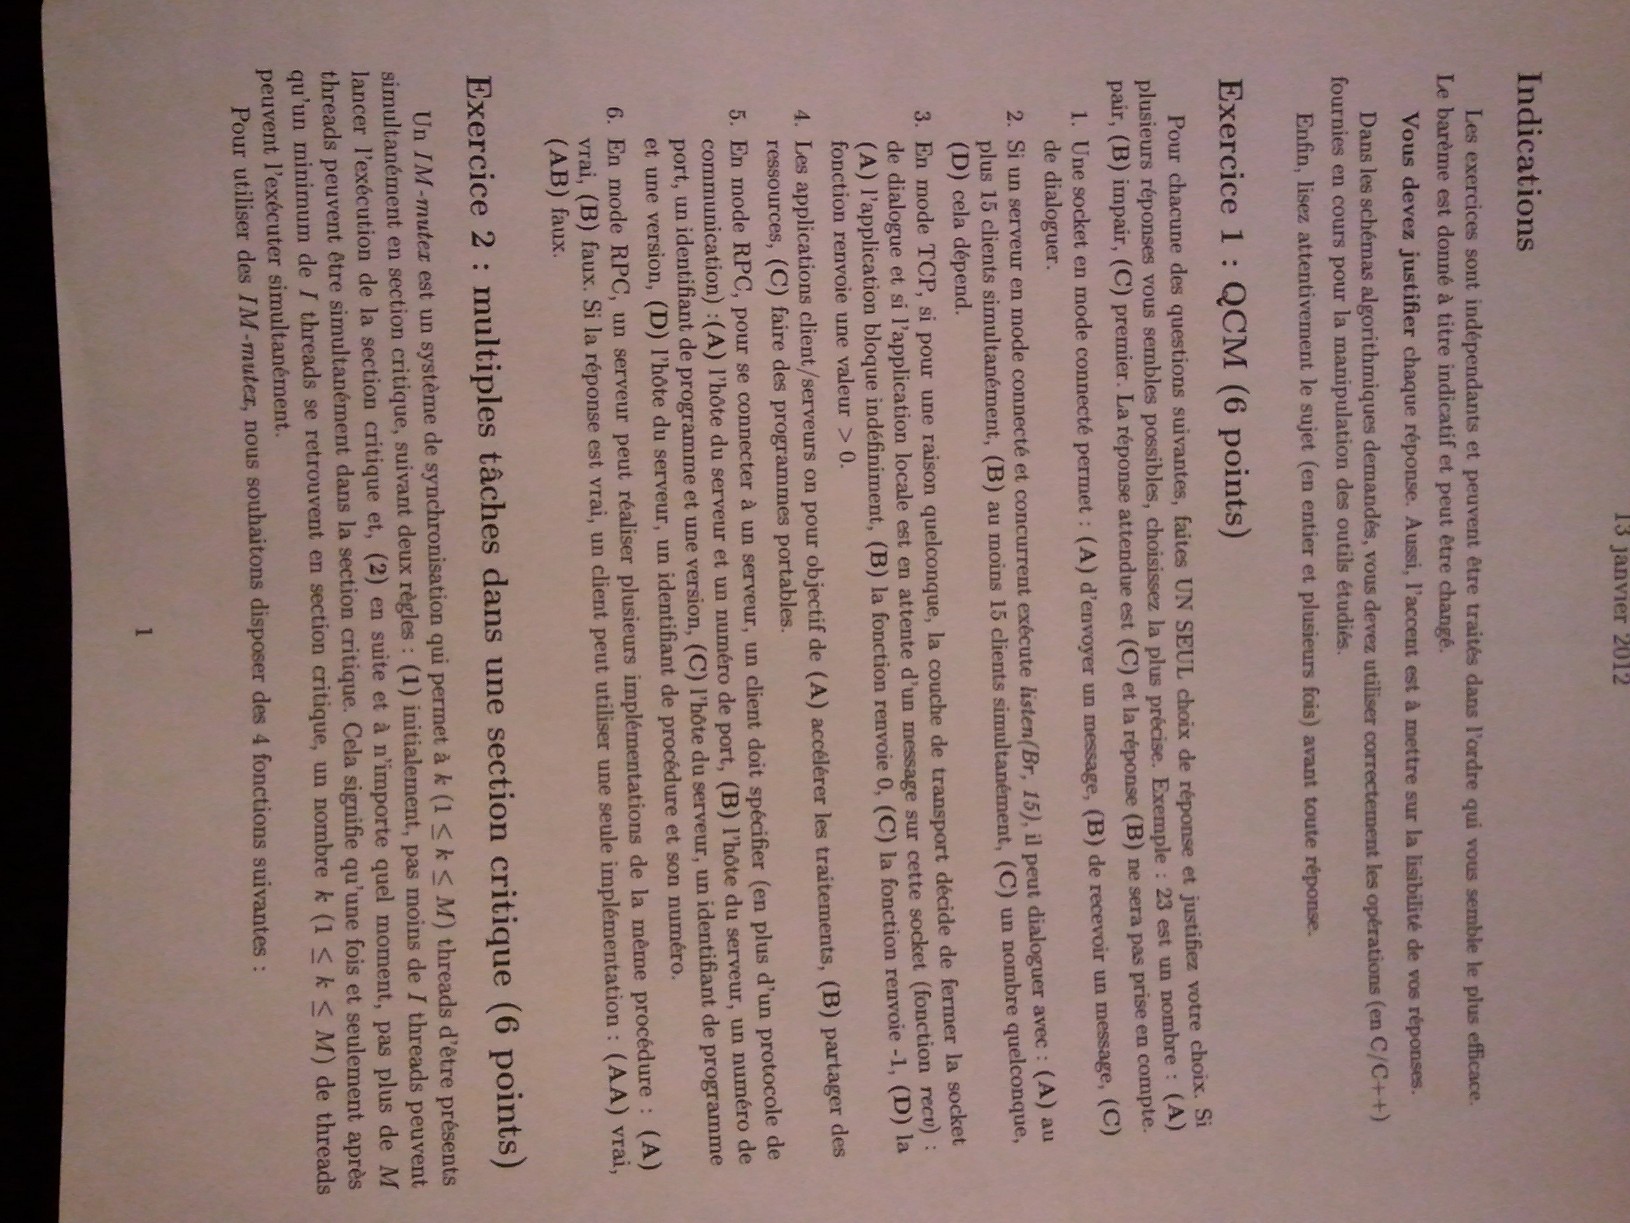 13 janvier 2012
Indications
Les exercices sont indépendants et peuvent être traités dans l'ordre qui vous semble le plus efficace.
Le barème est donné à titre indicatif et peut être changé.
Vous devez justifier chaque réponse. Aussi, l'accent est à mettre sur la lisibilité de vos réponses.
Dans les schémas algorithmiques demandés, vous devez utiliser correctement les opérations (en C/C++)
fournies en cours pour la manipulation des outils étudiés.
Enfin, lisez attentivement le sujet (en entier et plusieurs fois) avant toute réponse.
Exercice 1 : QCM (6 points)
Pour chacune des questions suivantes, faites UN SEUL choix de réponse et justifiez votre choix. Si
plusieurs réponses vous sembles possibles, choisissez la plus précise. Exemple : 23 est un nombre : (A)
pair, (B) impair, (C) premier. La réponse attendue est (C) et la réponse (B) ne sera pas prise en compte.
1. Une socket en mode connecté permet : (A) d'envoyer un message, (B) de recevoir un message, (C)
de dialoguer.
2. Si un serveur en mode connecté et concurrent exécute listen(Br, 15), il peut dialoguer avec : (A) au
plus 15 clients simultanément, (B) au moins 15 clients simultanément, (C) un nombre quelconque,
(D) cela dépend.
3. En mode TCP, si pour une raison quelconque, la couche de transport décide de fermer la socket
de dialogue et si l'application locale est en attente d'un message sur cette socket (fonction recv) :
(A) l'application bloque indéfiniment, (B) la fonction renvoie 0, (C) la fonction renvoie -1, (D) la
fonction renvoie une valeur > 0.
4. Les applications client/serveurs on pour objectif de (A) accélérer les traitements, (B) partager des
ressources, (C) faire des programmes portables.
5. En mode RPC, pour se connecter à un serveur, un client doit spécifier (en plus d'un protocole de
communication) :(A) l'hôte du serveur et un numéro de port, (B) l'hôte du serveur, un numéro de
port, un identifiant de programme et une version, (C) l'hôte du serveur, un identifiant de programme
et une version, (D) l'hôte du serveur, un identifiant de procédure et son numéro.
6. En mode RPC, un serveur peut réaliser plusieurs implémentations de la même procédure : (A)
vrai, (B) faux. Si la réponse est vrai, un client peut utiliser une seule implémentation : (AA) vrai,
(AB) faux.
Exercice 2 : multiples tâches dans une section critique (6 points)
Un IM-mutex est un système de synchronisation qui permet à k (1 ≤ k ≤ M) threads d'être présents
simultanément en section critique, suivant deux règles : (1) initialement, pas moins de I threads peuvent
lancer l'exécution de la section critique et, (2) en suite et à n'importe quel moment, pas plus de M
threads peuvent être simultanément dans la section critique. Cela signifie qu'une fois et seulement après
qu'un minimum de I threads se retrouvent en section critique, un nombre k (1 ≤ k ≤ M) de threads
peuvent l'exécuter simultanément.
Pour utiliser des IM-mutex, nous souhaitons disposer des 4 fonctions suivantes :
1